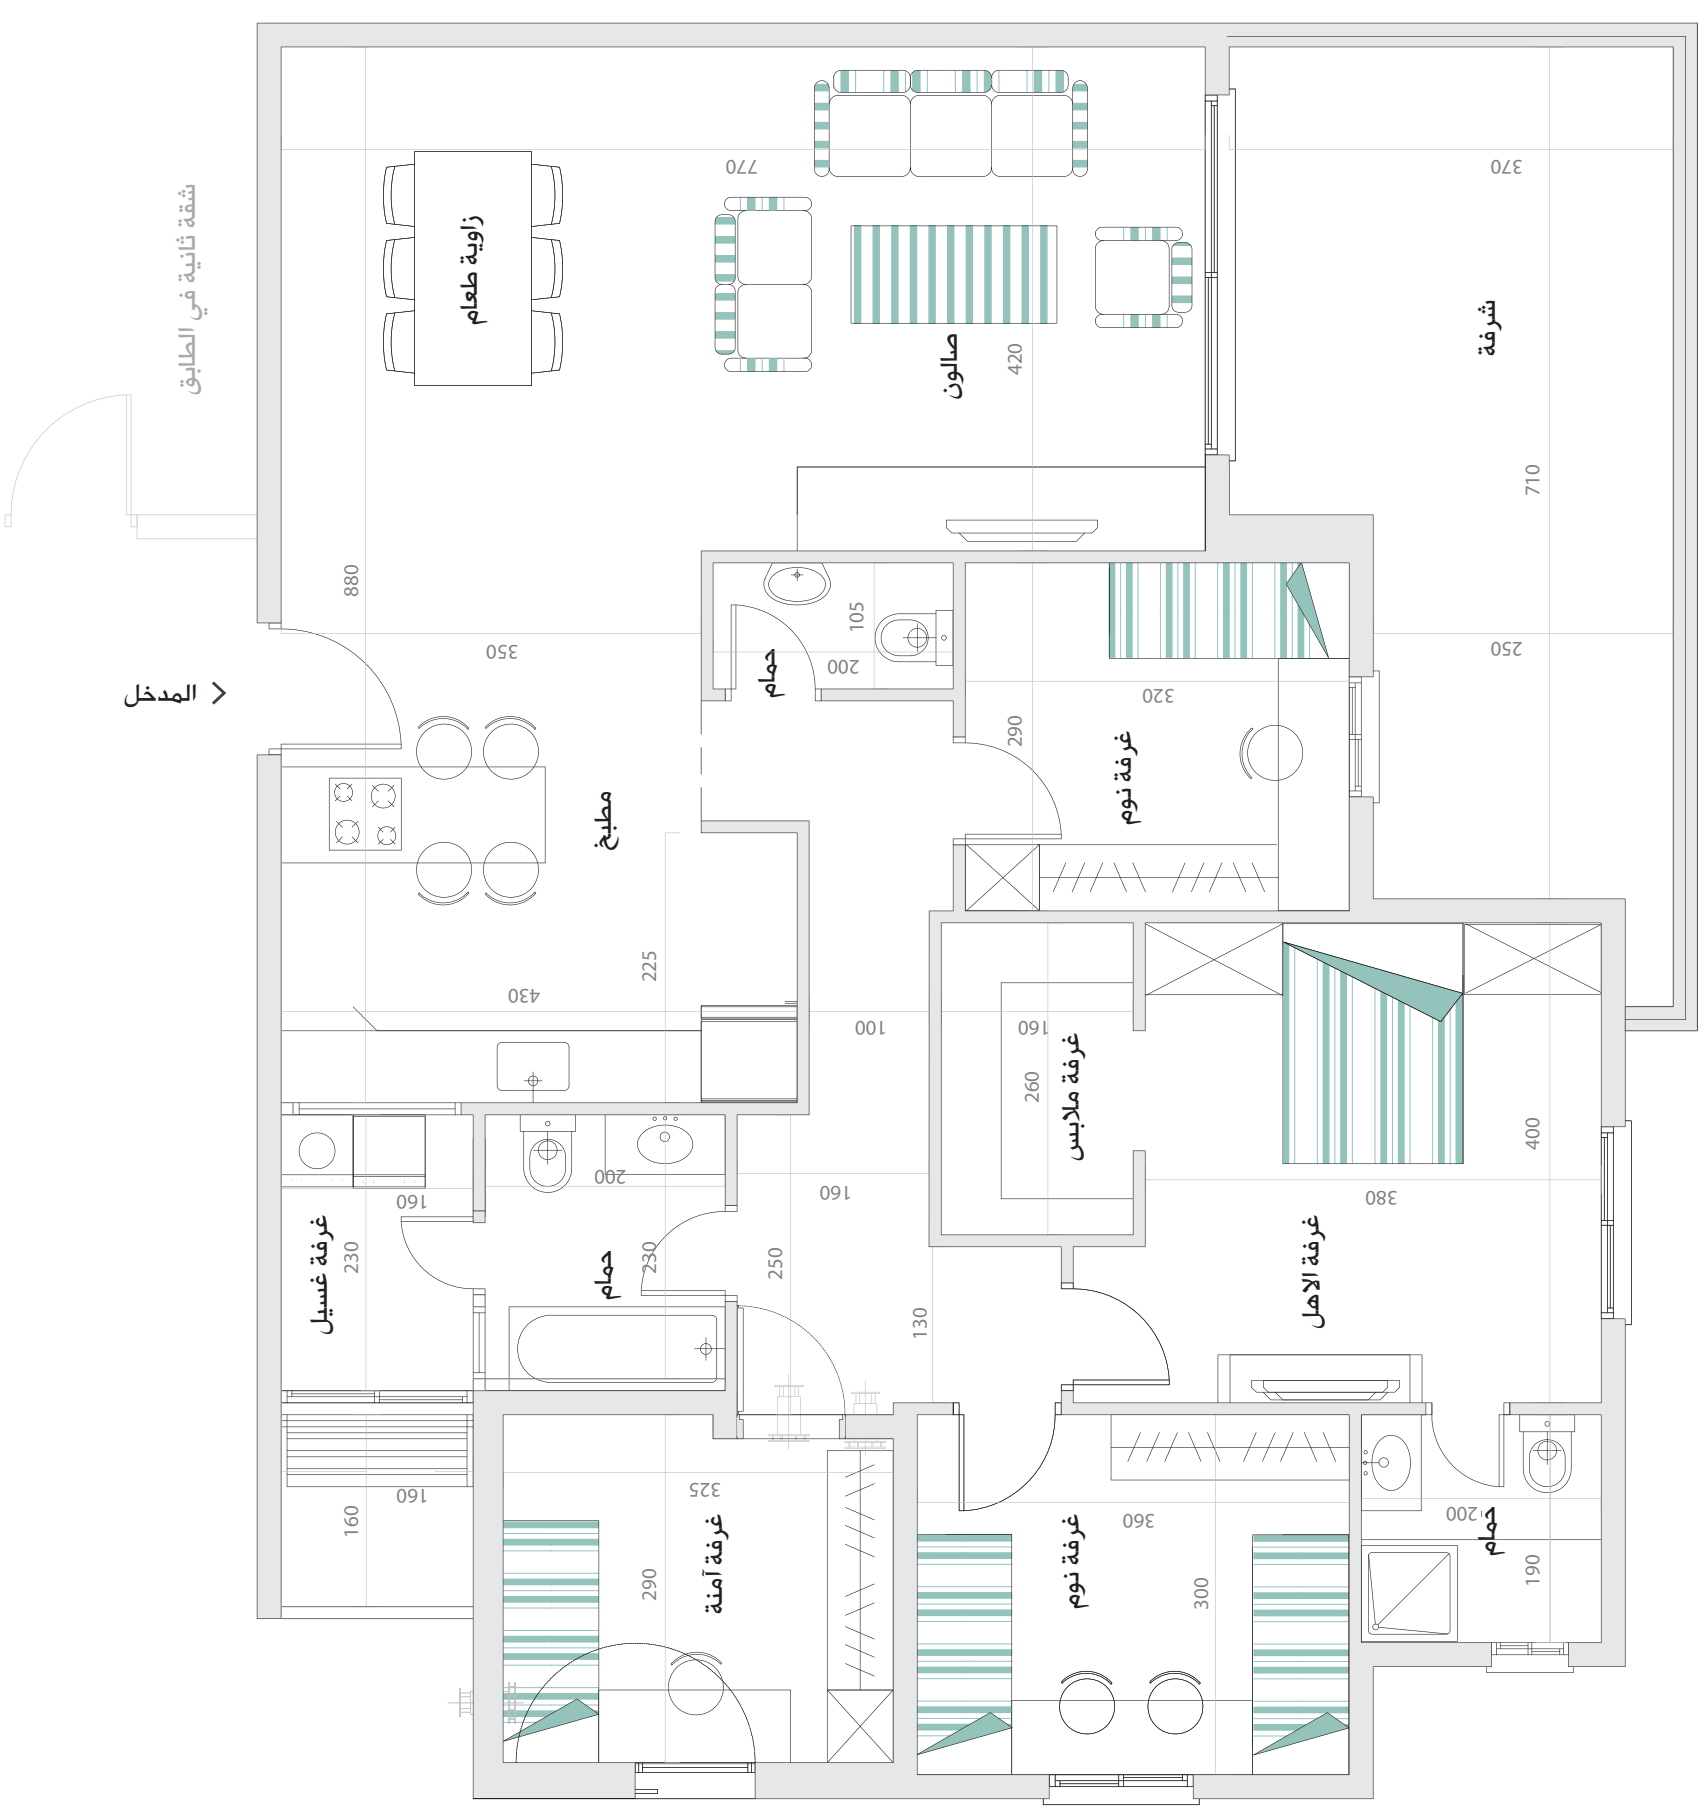 770
370
شقة ثانية في الطابق
زاوية طعام
صالون
420
شرفة
710
880
350
105
200
حمام
250
320
290
غرفة نوم
المدخل
مطبخ
225
430
100
160
260
غرفة ملابس
400
380
غرفة الاهل
160
230
غرفة غسيل
200
230
حمام
160
250
130
160
160
325
290
غرفة آمنة
360
300
غرفة نوم
200
190
حمام